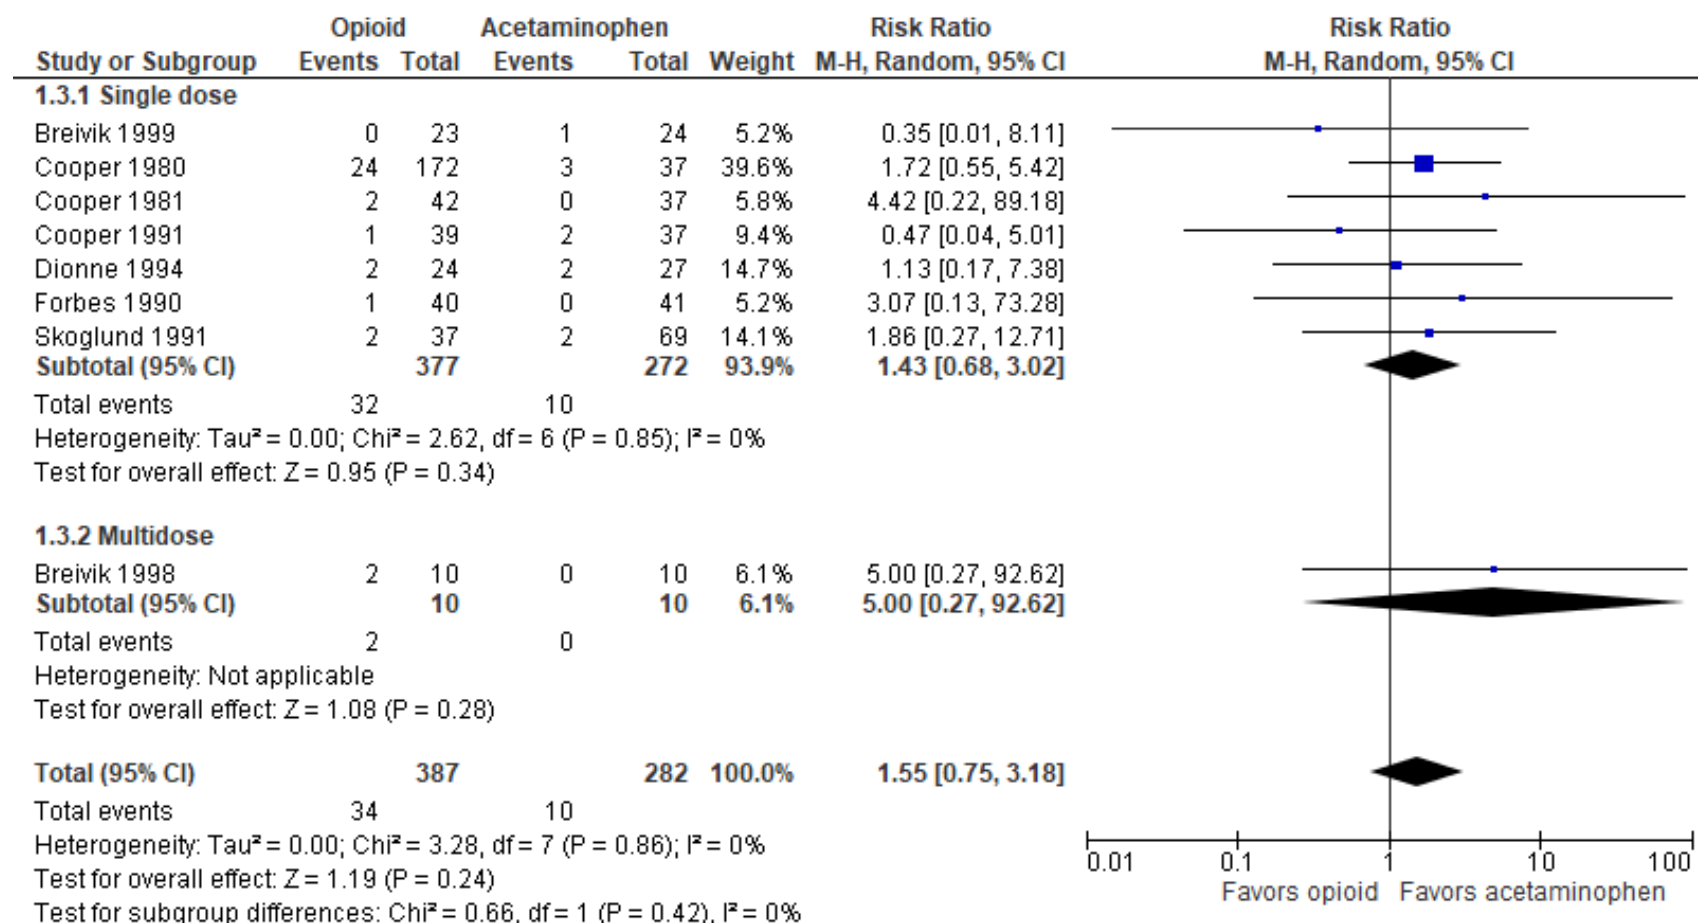 Opioid Acetaminophen Risk Ratio Risk Ratio
Study or Subgroup Events Total Events Total Weight M-H, Random, 95% CI M-H, Random, 95% CI
1.3.1 Single dose
Breivik 1999 0 23 1 24 5.2% 0.35 [0.01, 8.11]
Cooper 1980 24 172 3 37 39.6% 1.72 [0.55, 5.42]
Cooper 1981 2 42 0 37 5.8% 4.42 [0.22, 89.18]
Cooper 1991 1 39 2 37 9.4% 0.47 [0.04, 5.01]
Dionne 1994 2 24 2 27 14.7% 1.13 [0.17, 7.38]
Forbes 1990 1 40 0 41 5.2% 3.07 [0.13, 73.28]
Skoglund 1991 2 37 2 69 14.1% 1.86 [0.27, 12.71]
Subtotal (95% CI) 377 272 93.9% 1.43 [0.68, 3.02]
Total events 32 10
Heterogeneity: Tau² = 0.00; Chi² = 2.62, df = 6 (P = 0.85); I² = 0%
Test for overall effect: Z = 0.95 (P = 0.34)
1.3.2 Multidose
Breivik 1998 2 10 0 10 6.1% 5.00 [0.27, 92.62]
Subtotal (95% CI) 10 10 6.1% 5.00 [0.27, 92.62]
Total events 2 0
Heterogeneity: Not applicable
Test for overall effect: Z = 1.08 (P = 0.28)
Total (95% CI) 387 282 100.0% 1.55 [0.75, 3.18]
Total events 34 10
Heterogeneity: Tau² = 0.00; Chi² = 3.28, df = 7 (P = 0.86); I² = 0%
Test for overall effect: Z = 1.19 (P = 0.24)
Test for subgroup differences: Chi² = 0.66, df = 1 (P = 0.42), I² = 0%
0.01 0.1 1 10 100
Favors opioid Favors acetaminophen